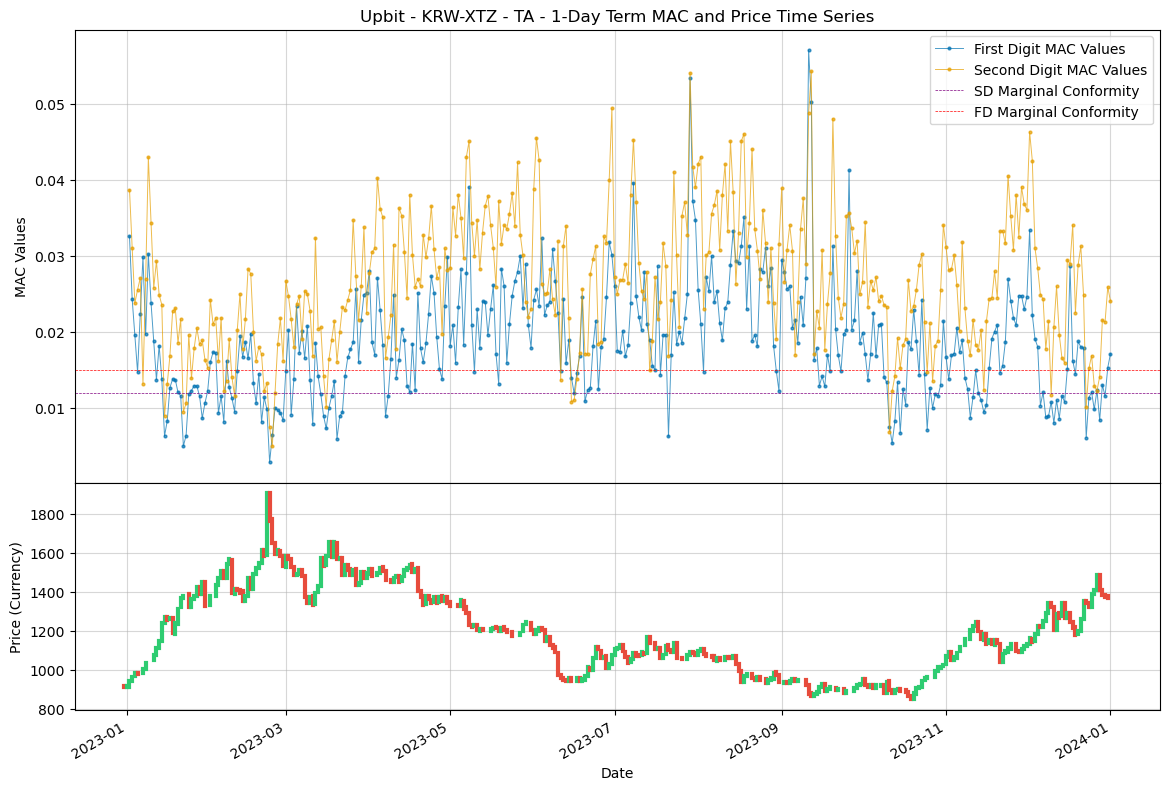 Upbit - KRW-XTZ - TA - 1-Day Term MAC and Price Time Series
First Digit MAC Values
Second Digit MAC Values
SD Marginal Conformity
FD Marginal Conformity
MAC Values
0.05
0.04
0.03
0.02
0.01
Price (Currency)
1800
1600
1400
1200
1000
800
2023-01
2023-03
2023-05
2023-07
2023-09
2023-11
2024-01
Date